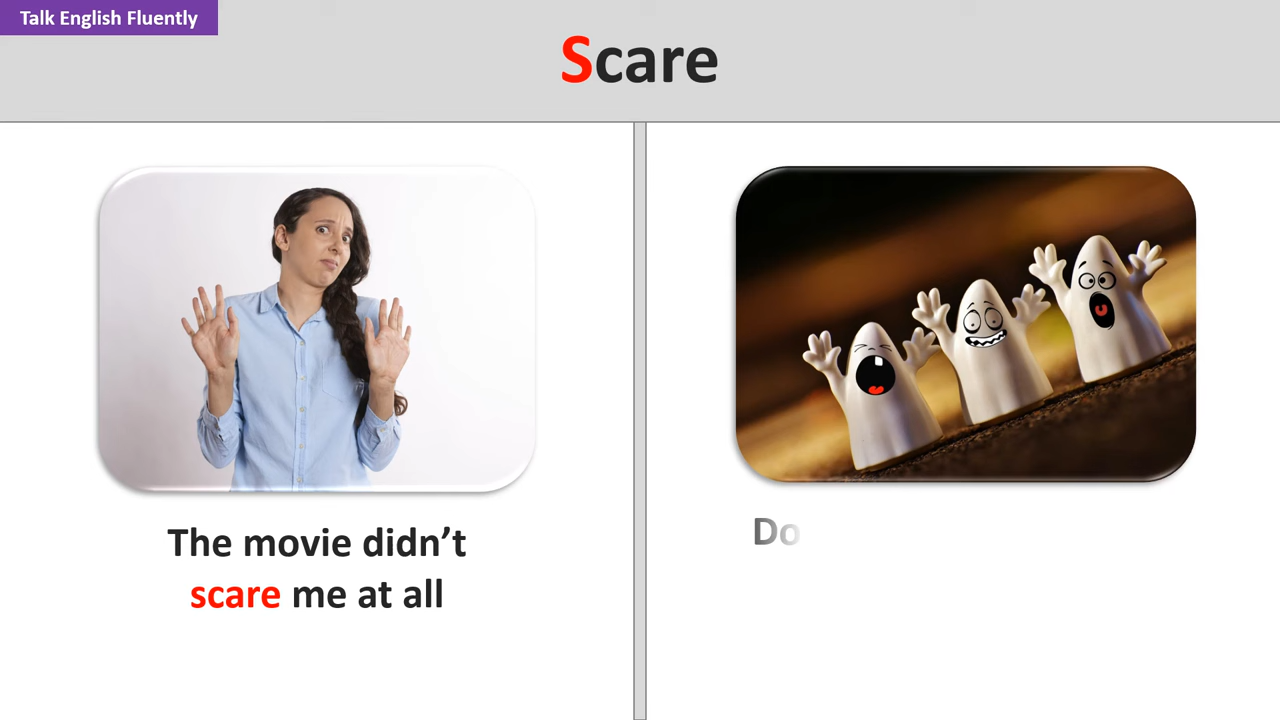 Talk English Fluently
Scare
The movie didn’t
scare me at all
Do